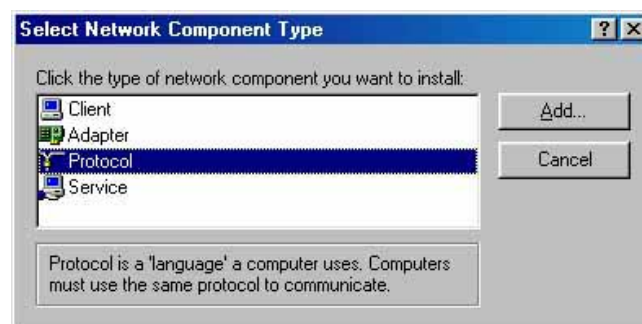 Select Network Component Type
Click the type of network component you want to install:
Client
Adapter
Protocol
Service
Add...
Cancel
Protocol is a 'language' a computer uses. Computers
must use the same protocol to communicate.